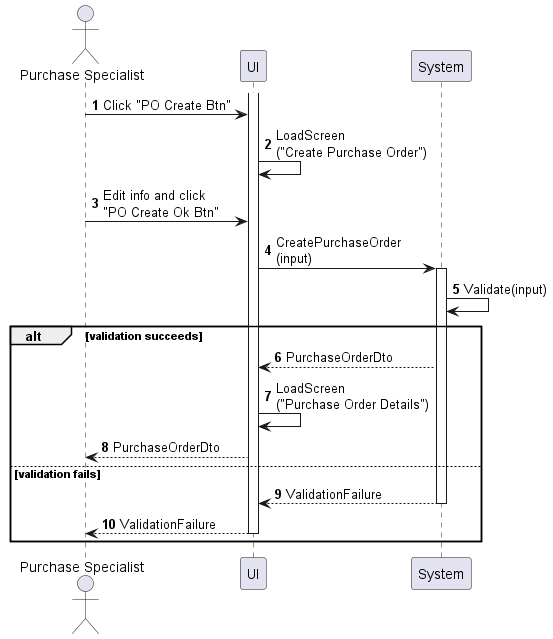 Purchase Specialist
UI
System
1 Click "PO Create Btn"
2 LoadScreen
("Create Purchase Order")
3 Edit info and click
"PO Create Ok Btn"
4 CreatePurchaseOrder
(input)
5 Validate(input)
alt [validation succeeds]
6 PurchaseOrderDto
7 LoadScreen
("Purchase Order Details")
8 PurchaseOrderDto
[validation fails]
9 ValidationFailure
10 ValidationFailure
Purchase Specialist
UI
System